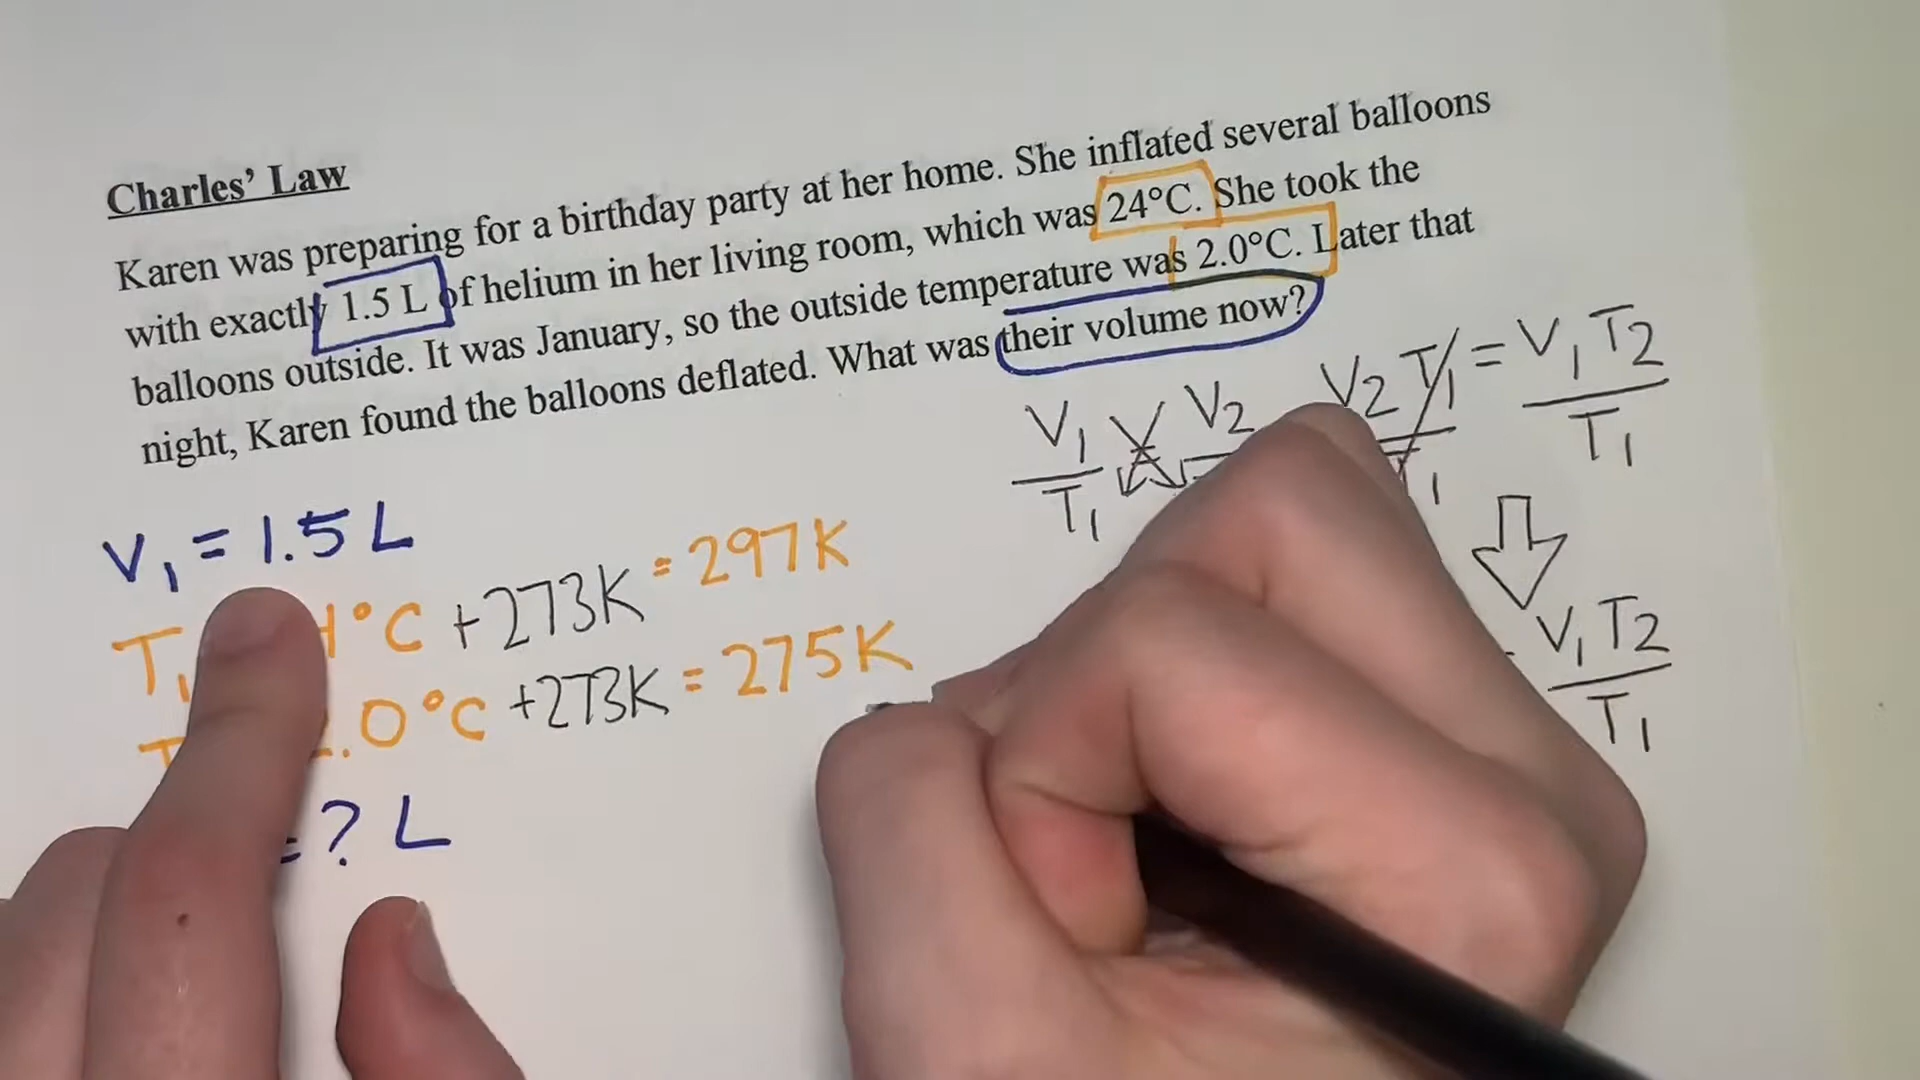 Charles’ Law
Karen was preparing for a birthday party at her home. She inflated several balloons
with exactly 1.5 L of helium in her living room, which was 24°C. She took the
balloons outside. It was January, so the outside temperature was 2.0°C. Later that
night, Karen found the balloons deflated. What was their volume now?
V₁ = 1.5 L
T₁ °C +273K = 297K
.0 °C +273K = 275K
= ? L
V₁ V₂
T₁
V₂ T₁ = V₁ T₂
T₁ T₁
V₁ T₂
T₁